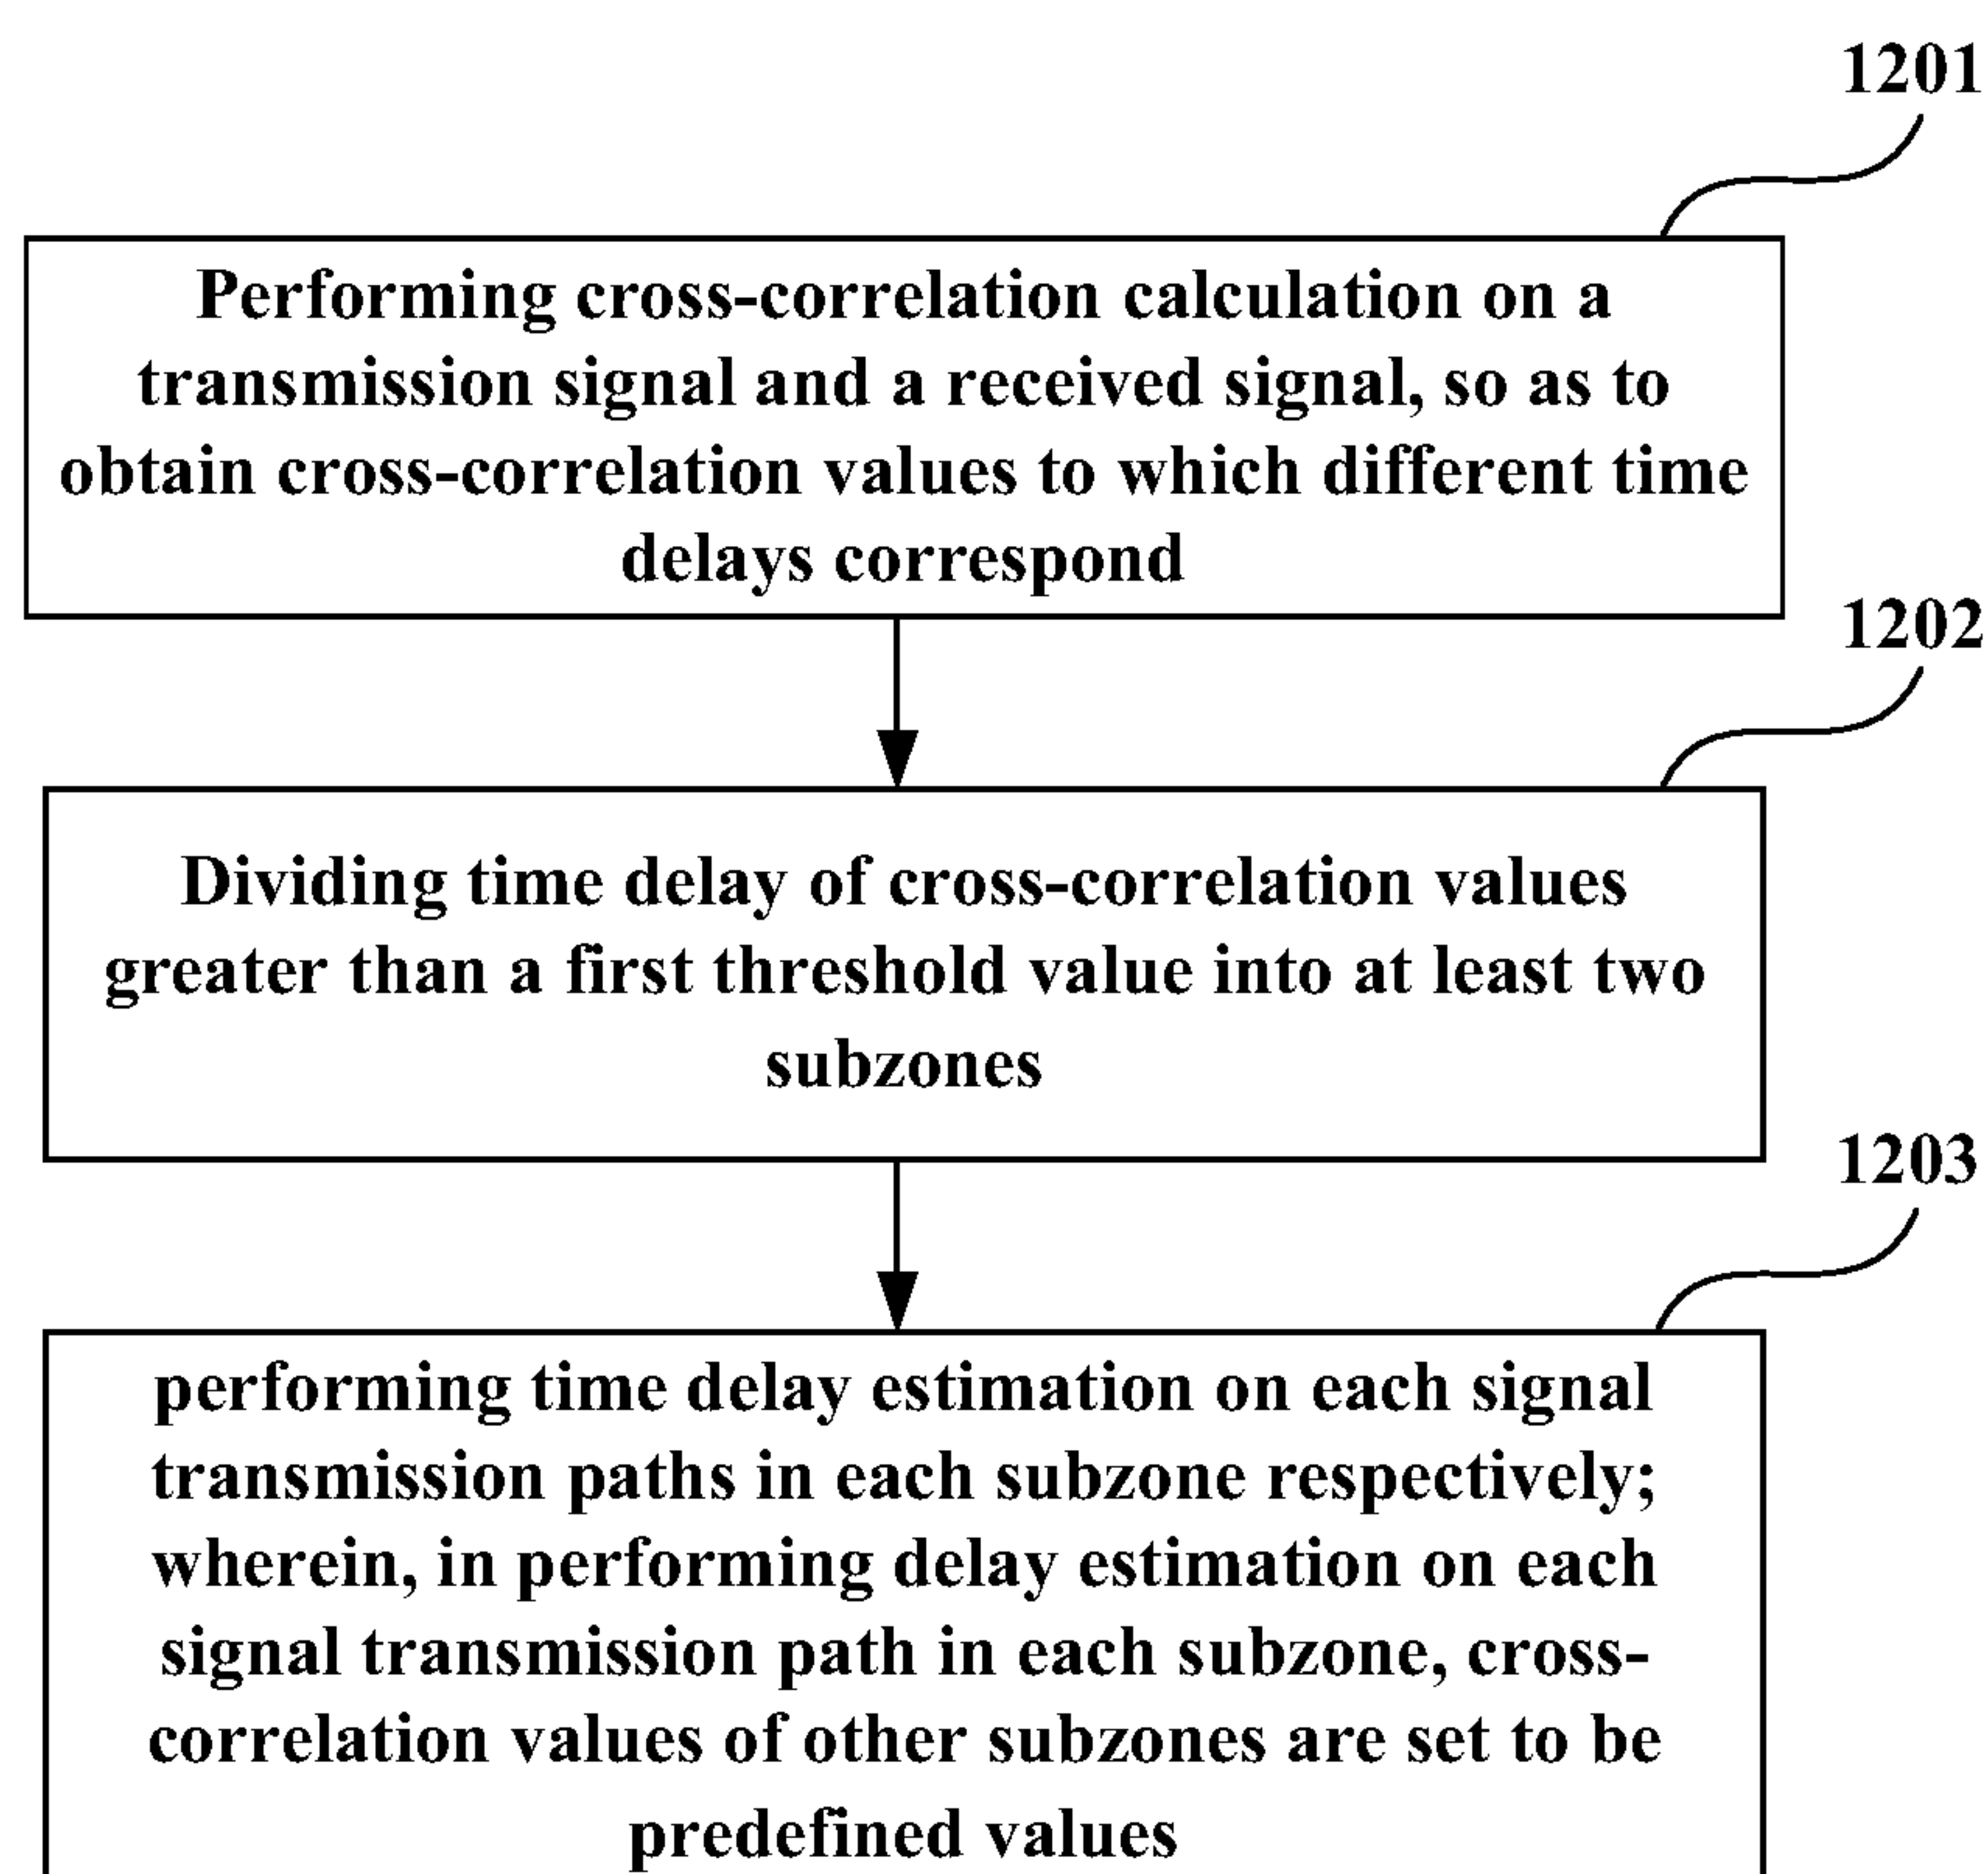 1201
Performing cross-correlation calculation on a
transmission signal and a received signal, so as to
obtain cross-correlation values to which different time
delays correspond
1202
Dividing time delay of cross-correlation values
greater than a first threshold value into at least two
subzones
1203
performing time delay estimation on each signal
transmission paths in each subzone respectively;
wherein, in performing delay estimation on each
signal transmission path in each subzone, cross-
correlation values of other subzones are set to be
predefined values